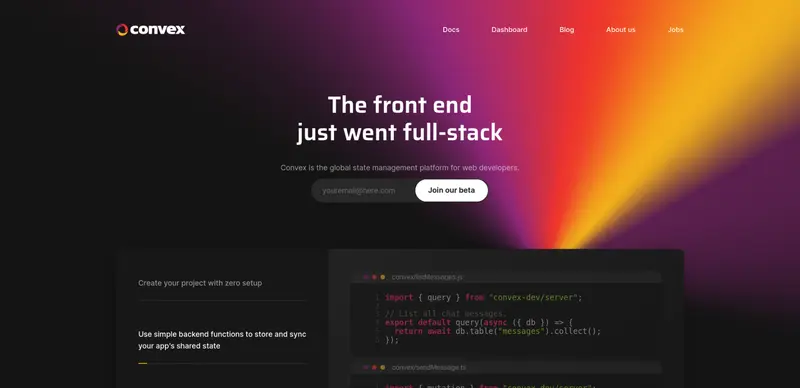 convex
Docs
Dashboard
Blog
About us
Jobs
The front end
just went full-stack
Convex is the global state management platform for web developers.
youremail@here.com
Join our beta
Create your project with zero setup
Use simple backend functions to store and sync
your app's shared state
convex/listMessages.js
1 import { query } from "convex-dev/server";
2
3 // List all chat messages.
4 export default query(async ({ db }) => {
5 return await db.table("messages").collect();
6 });
convex/sendMessage.ts
import { mutation } from "convex-dev/server";